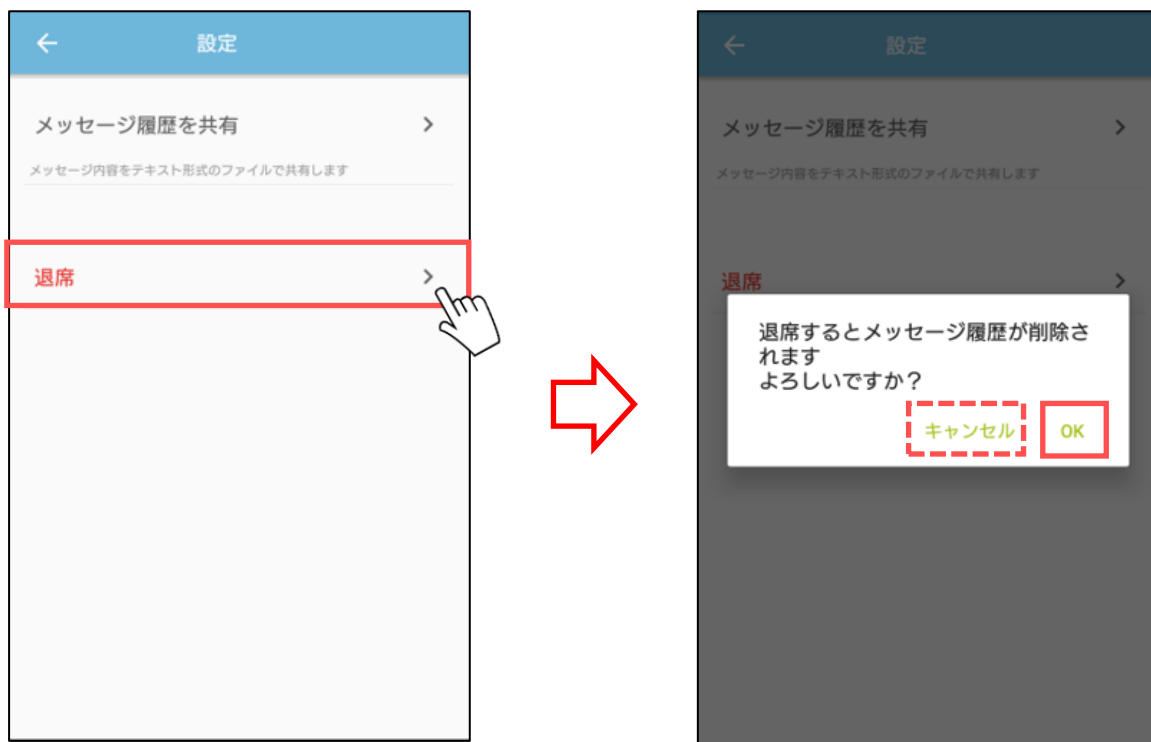 設定
メッセージ履歴を共有
メッセージ内容をテキスト形式のファイルで共有します
退席
設定
メッセージ履歴を共有
メッセージ内容をテキスト形式のファイルで共有します
退席
退席するとメッセージ履歴が削除さ
れます
よろしいですか？
キャンセル OK